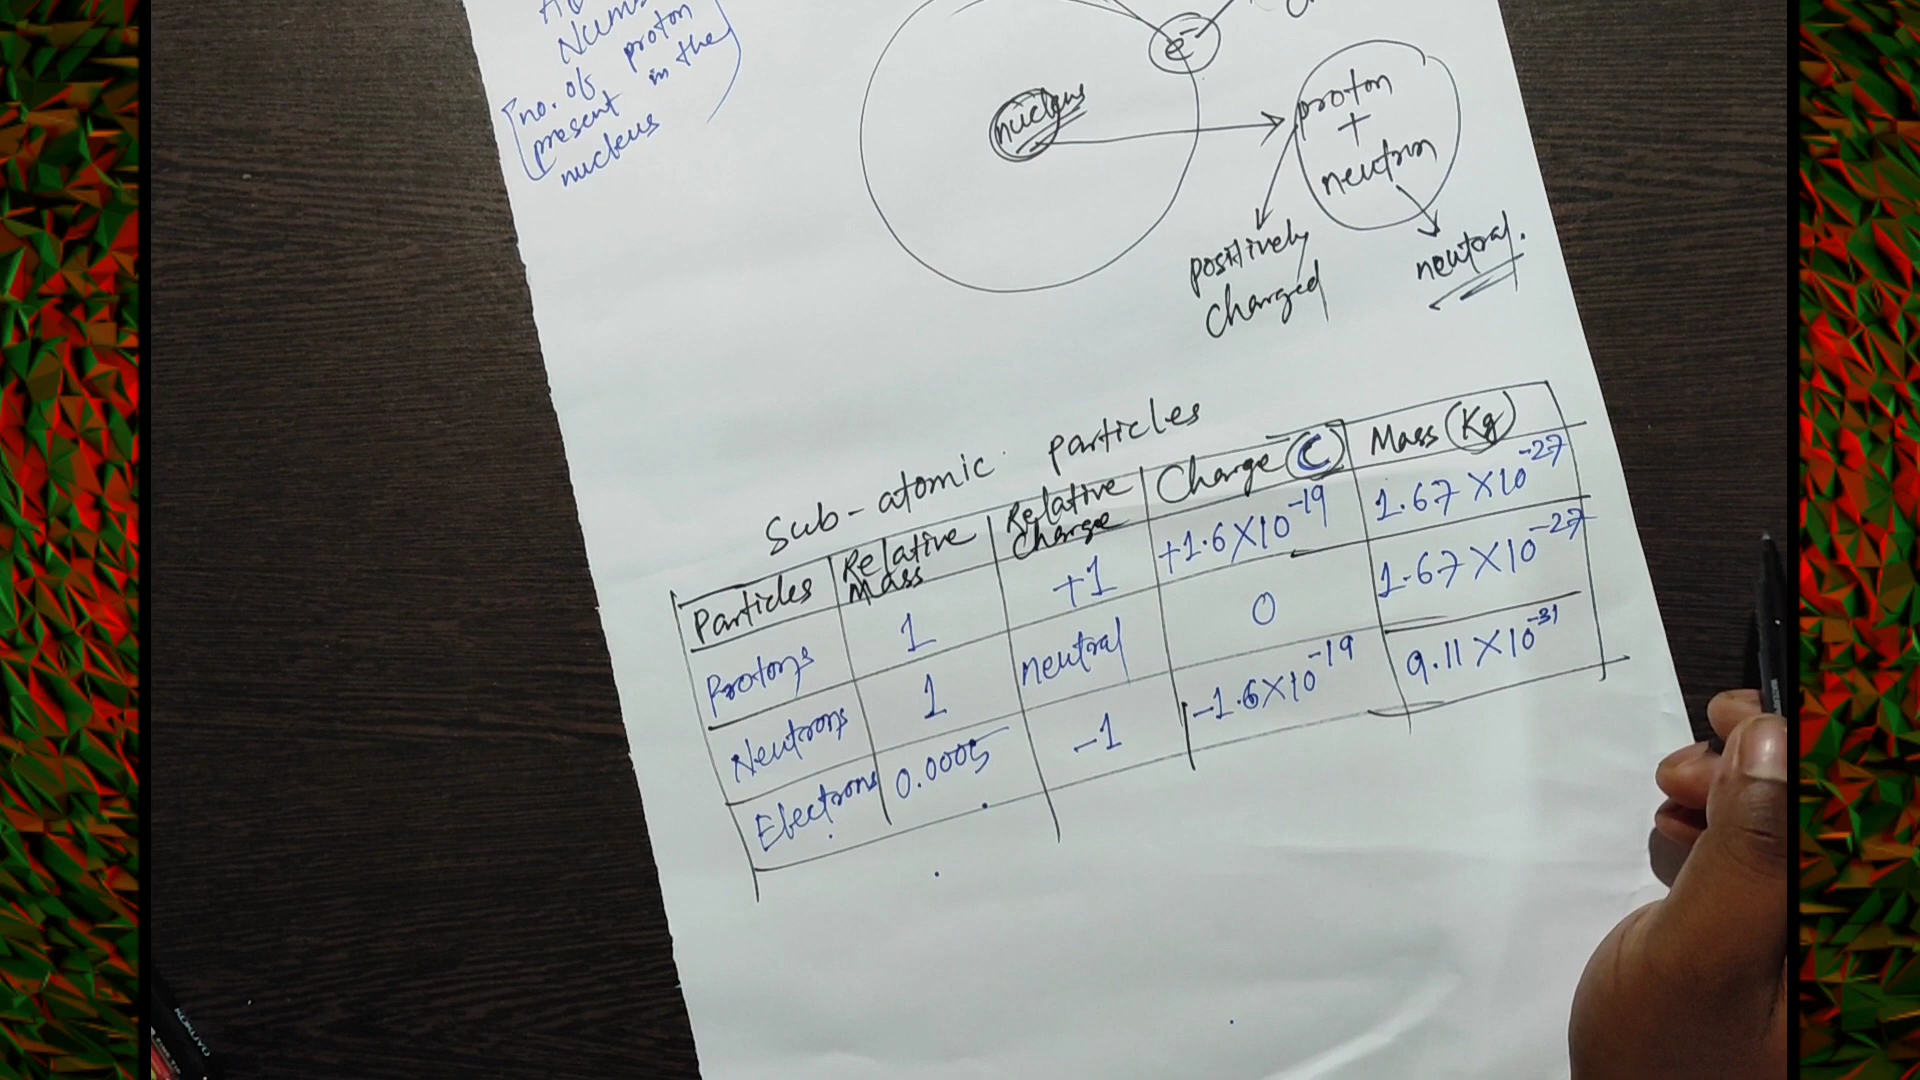 Num
no. of proton
present in the
nucleus
e-
nucleus
proton
+
neutron
positively
charged
neutral.
Sub-atomic particles
Particles Relative Mass Relative Charge Charge (C) Mass (Kg)
Protons 1 +1 +1.6×10^-19 1.67×10^-27
Neutrons 1 neutral 0 1.67×10^-27
Electrons 0.0005 -1 -1.6×10^-19 9.11×10^-31
KOKUYO